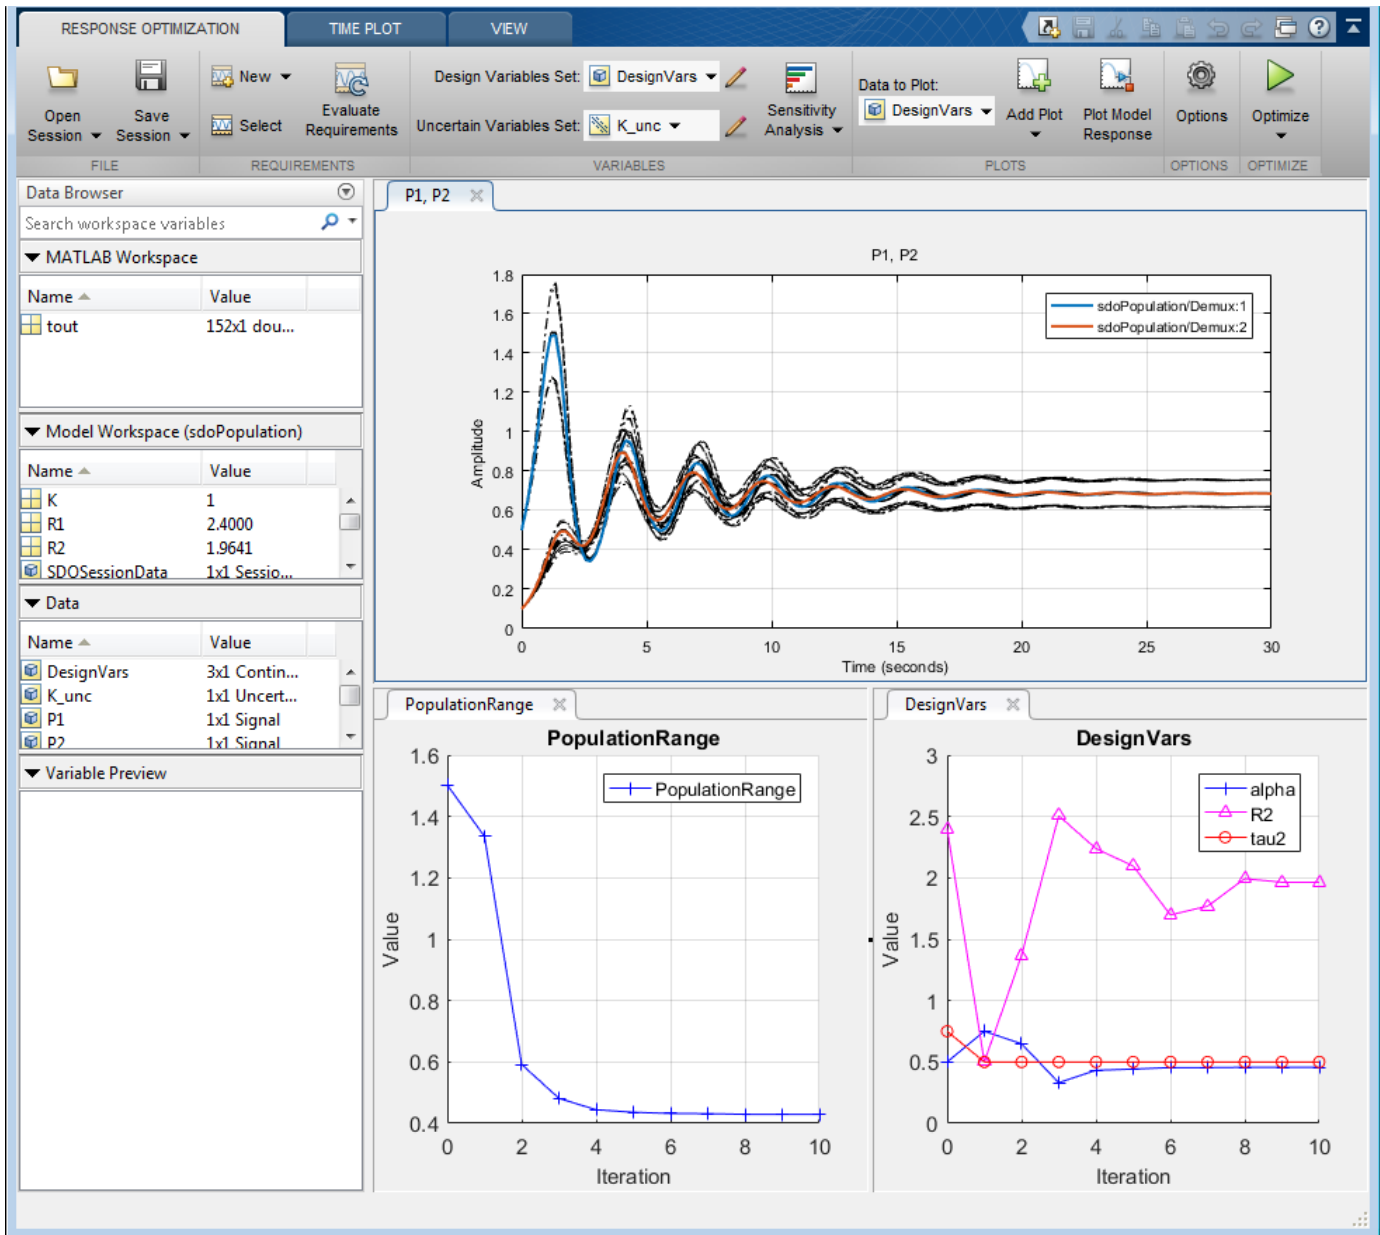 RESPONSE OPTIMIZATION TIME PLOT VIEW
New Design Variables Set: DesignVars Data to Plot:
Open Session Save Session Select Evaluate Requirements Uncertain Variables Set: K_unc Sensitivity Analysis DesignVars Add Plot Plot Model Response Options Optimize
FILE REQUIREMENTS VARIABLES PLOTS OPTIONS OPTIMIZE
Data Browser
Search workspace variables
MATLAB Workspace
Name Value
tout 152x1 dou...
Model Workspace (sdoPopulation)
Name Value
K 1
R1 2.4000
R2 1.9641
SDOSessionData 1x1 Sessio...
Data
Name Value
DesignVars 3x1 Contin...
K_unc 1x1 Uncert...
P1 1x1 Signal
P2 1x1 Signal
Variable Preview
P1, P2
P1, P2
1.8
1.6
1.4
1.2
1
0.8
0.6
0.4
0.2
0
Amplitude
sdoPopulation/Demux:1
sdoPopulation/Demux:2
0 5 10 15 20 25 30
Time (seconds)
PopulationRange
PopulationRange
1.6
1.4
1.2
1
0.8
0.6
0.4
Value
PopulationRange
0 2 4 6 8 10
Iteration
DesignVars
DesignVars
3
2.5
2
1.5
1
0.5
0
Value
alpha
R2
tau2
0 2 4 6 8 10
Iteration